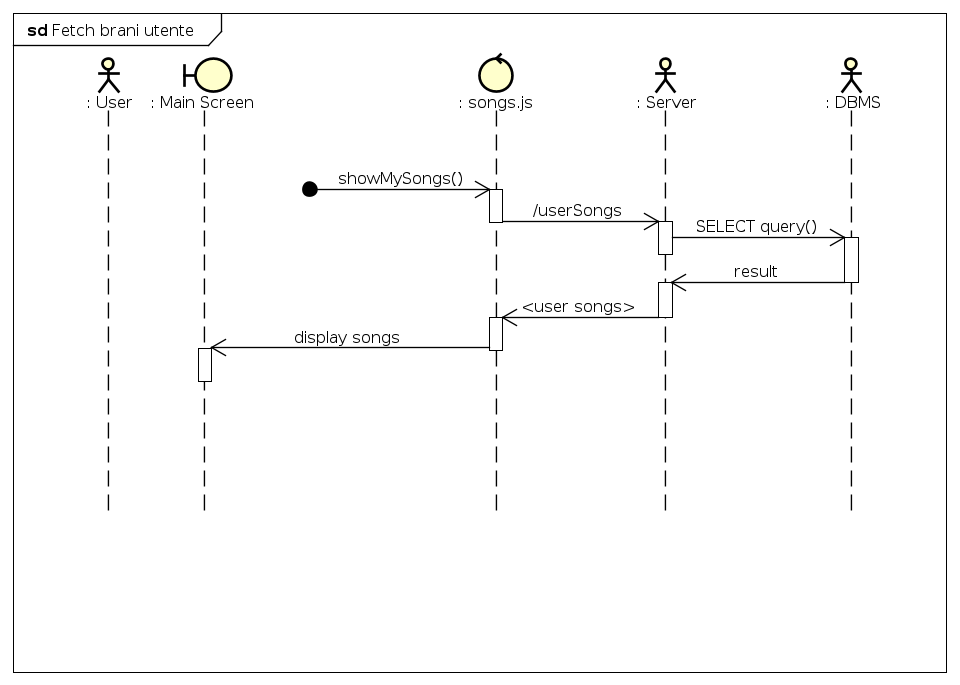 sd Fetch brani utente
: User
: Main Screen
: songs.js
: Server
: DBMS
showMySongs()
/userSongs
SELECT query()
result
<user songs>
display songs